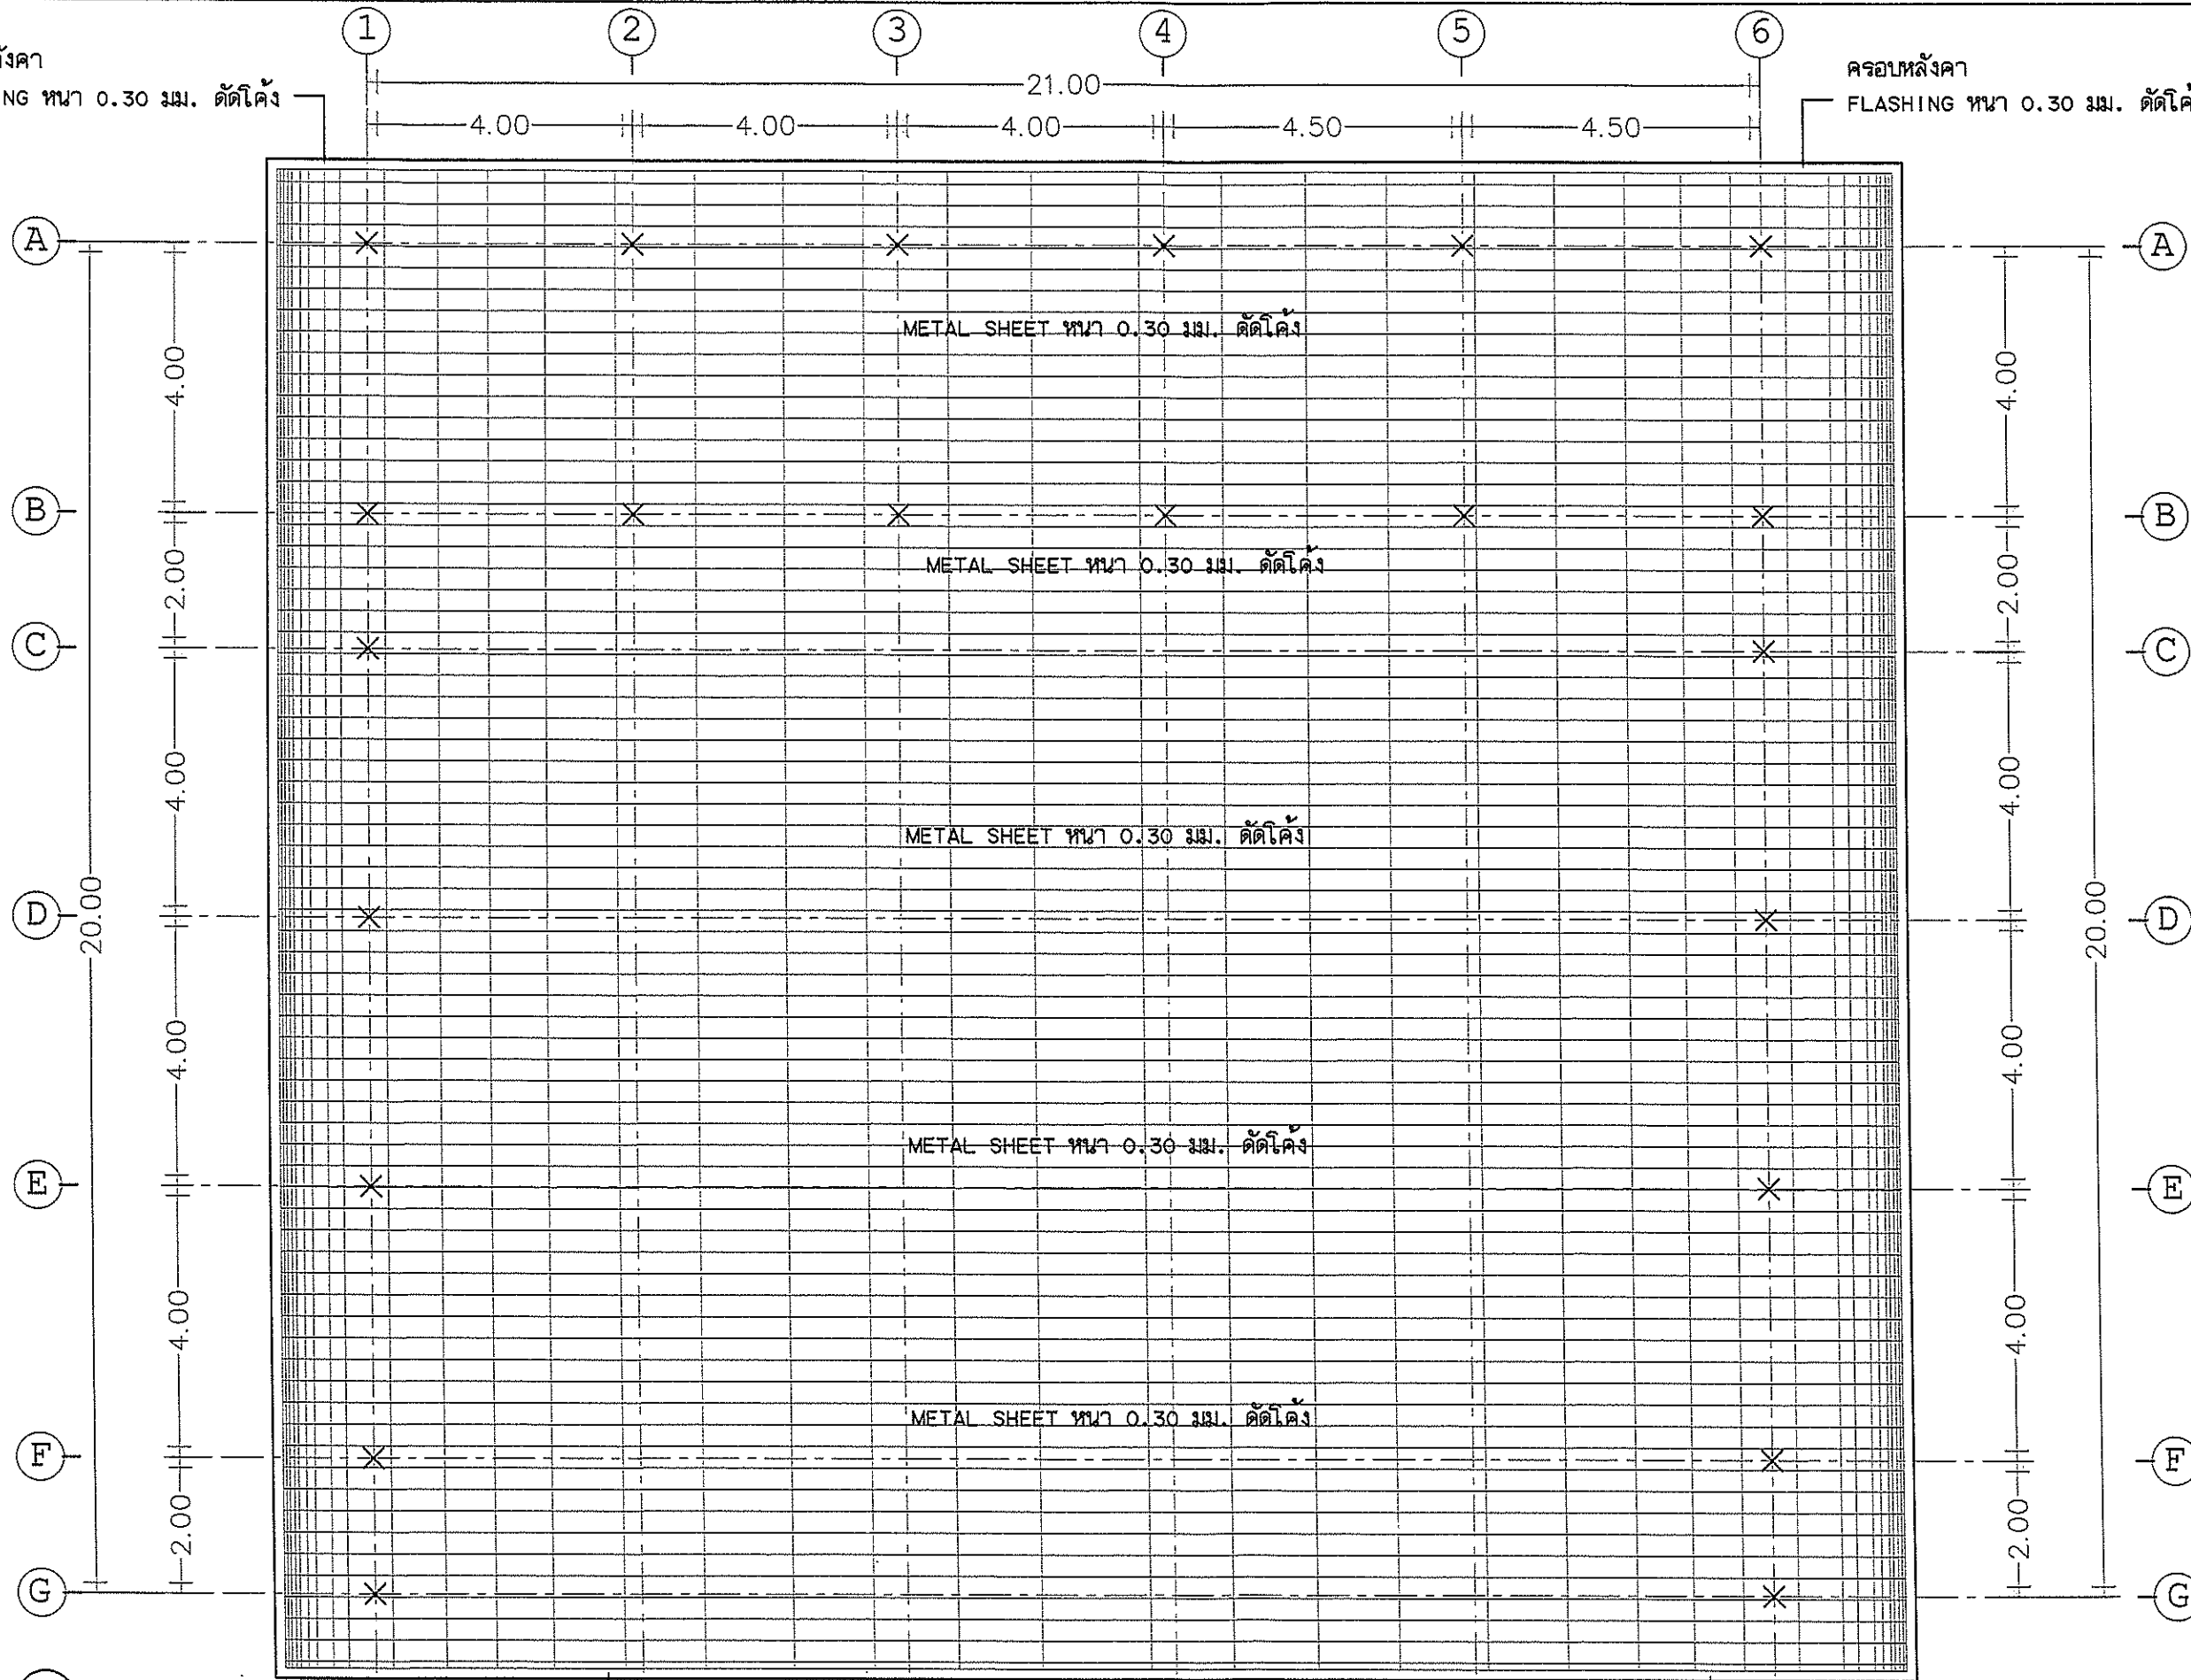 1 2 3 4 5 6
ังคา
NG หนา 0.30 มม. ดัดโค้ง
ครอบหลังคา
FLASHING หนา 0.30 มม. ดัดโค้
21.00
4.00 4.00 4.00 4.50 4.50
A A
METAL SHEET หนา 0.30 มม. ดัดโค้ง
4.00 4.00
B B
METAL SHEET หนา 0.30 มม. ดัดโค้ง
2.00 2.00
C C
4.00 4.00
METAL SHEET หนา 0.30 มม. ดัดโค้ง
D D
20.00 20.00
4.00 4.00
METAL SHEET หนา 0.30 มม. ดัดโค้ง
E E
4.00 4.00
METAL SHEET หนา 0.30 มม. ดัดโค้ง
F F
2.00 2.00
G G